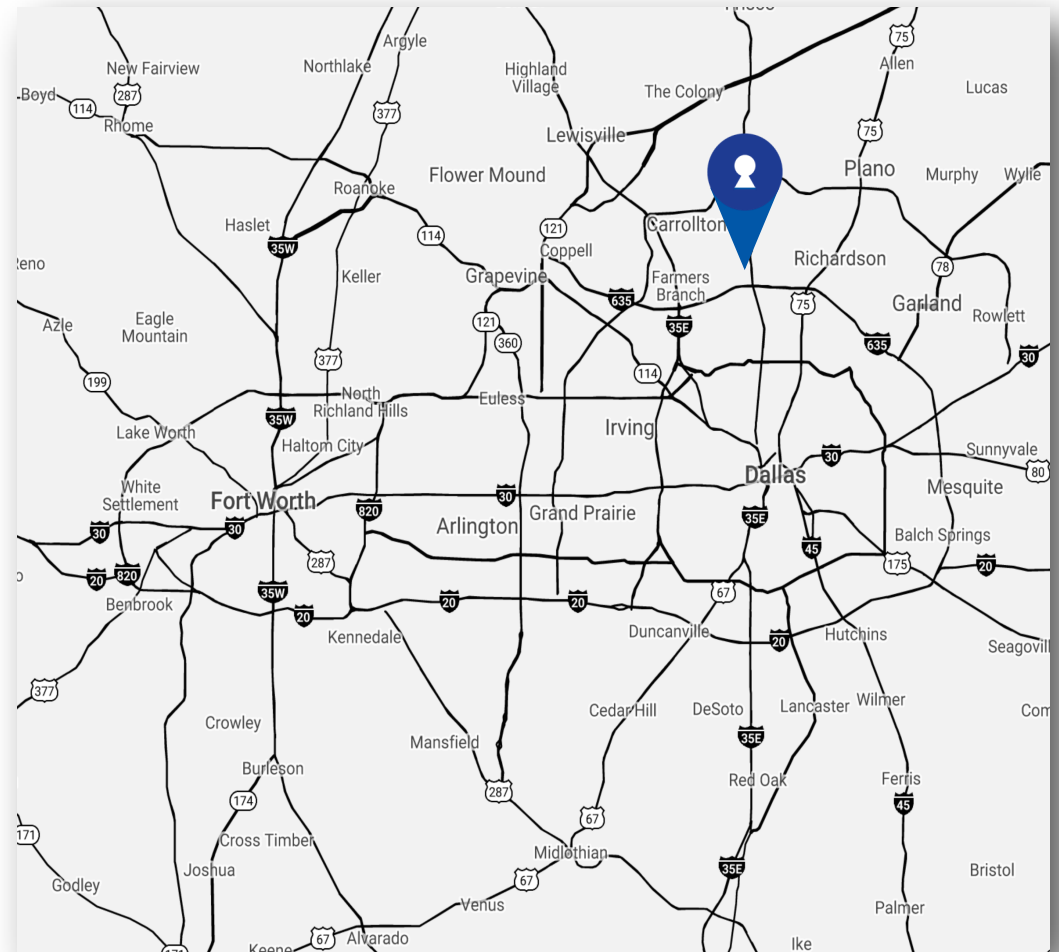 Argyle
75
Allen
New Fairview
Northlake
Highland
Village
The Colony
Lucas
Boyd
114
287
377
Rhome
75
Lewisville
Plano
Murphy
Wylie
Flower Mound
Roanoke
Haslet
35W
114
121
Carrollton
Coppell
Richardson
78
Keller
Grapevine
Farmers
Branch
635
75
Garland
Rowlett
Azle
Eagle
Mountain
121
360
35E
635
30
377
114
199
North
Richland Hills
Euless
35W
Irving
Lake Worth
Haltom City
30
Sunnyvale
80
Dallas
White
Settlement
Fort Worth
30
820
Mesquite
Arlington
Grand Prairie
35E
30
30
45
Balch Springs
287
175
20
20
820
35W
67
Benbrook
20
20
20
Kennedale
Duncanville
20
Hutchins
377
Cedar Hill
DeSoto
Lancaster
Wilmer
Crowley
Mansfield
35E
Burleson
Red Oak
Ferris
174
287
45
67
171
Cross Timber
Midlothian
35E
Joshua
Godley
67
Bristol
Venus
Palmer
67
Alvarado
Ike